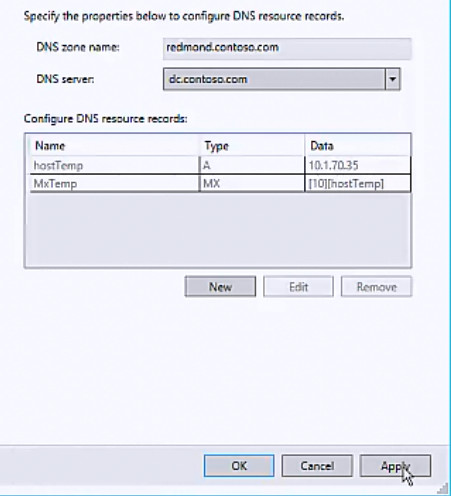 Specify the properties below to configure DNS resource records.
DNS zone name: redmond.contoso.com
DNS server: dc.contoso.com
Configure DNS resource records:
Name Type Data
hostTemp A 10.1.70.35
MxTemp MX [10][hostTemp]
New Edit Remove
OK Cancel Apply